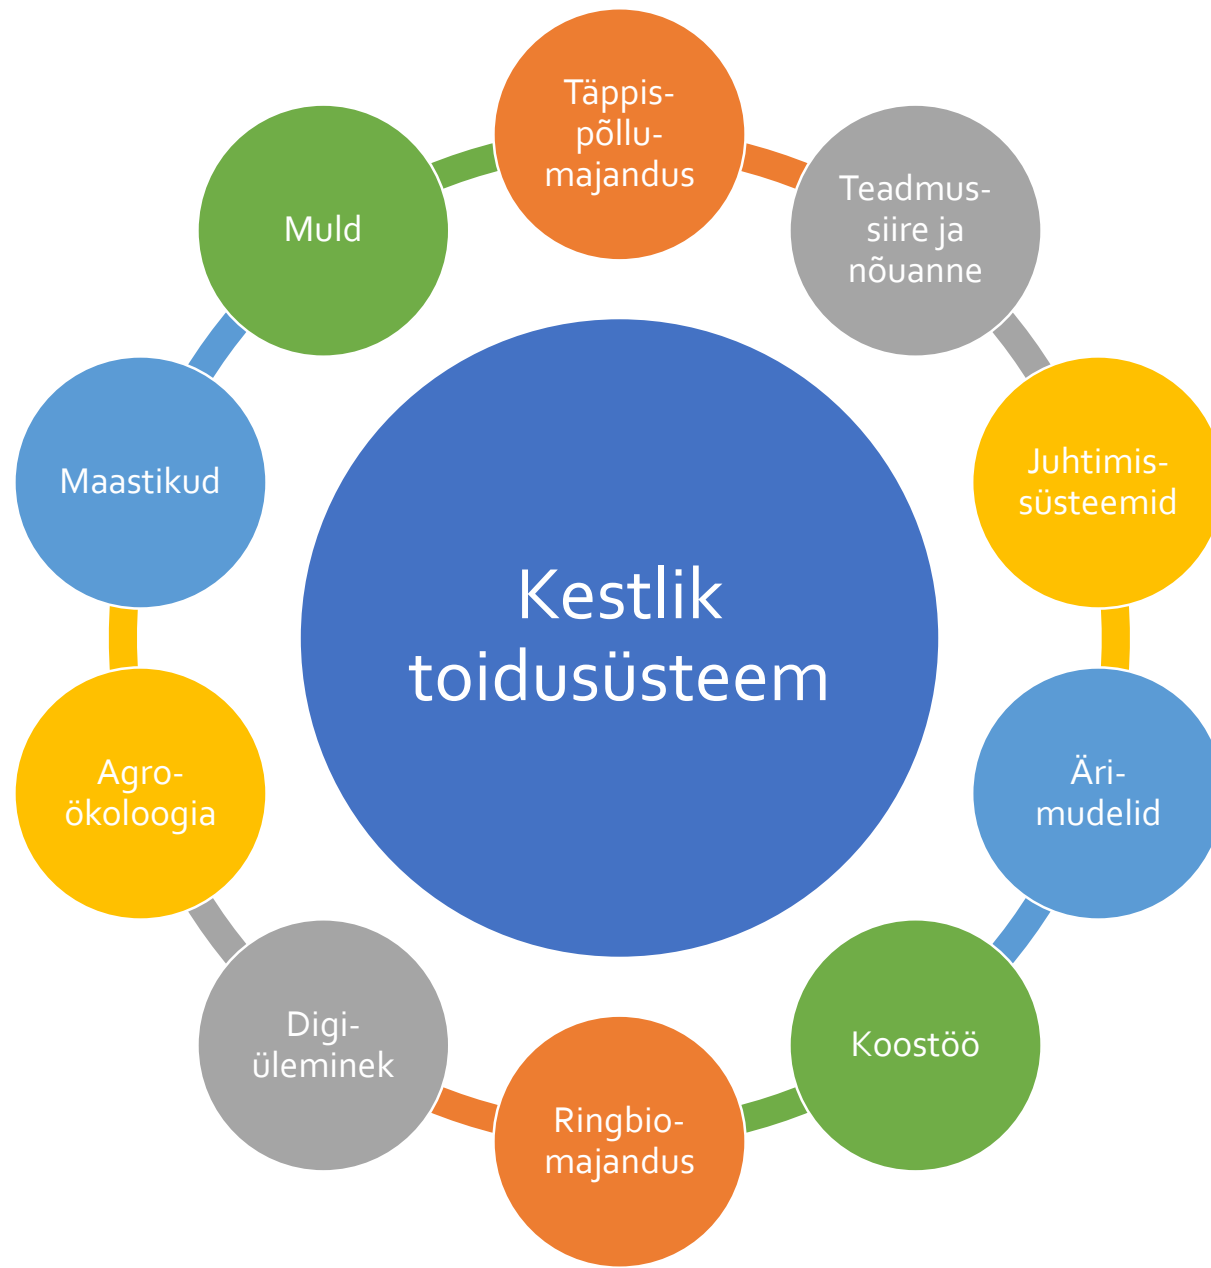 Täppis-
põllu-
majandus
Teadmus-
siire ja
nõuanne
Juhtimis-
süsteemid
Äri-
mudelid
Koostöö
Ringbio-
majandus
Digi-
üleminek
Agro-
ökoloogia
Maastikud
Muld
Kestlik
toidusüsteem